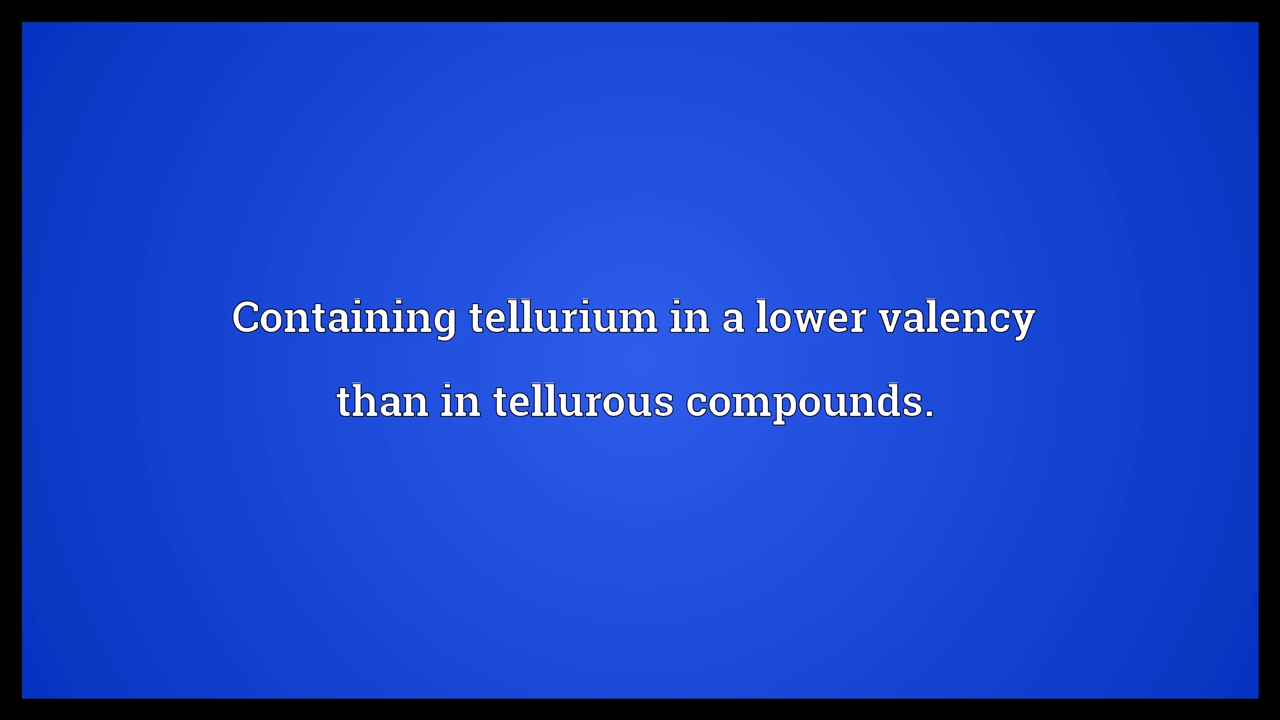 Containing tellurium in a lower valency
than in tellurous compounds.